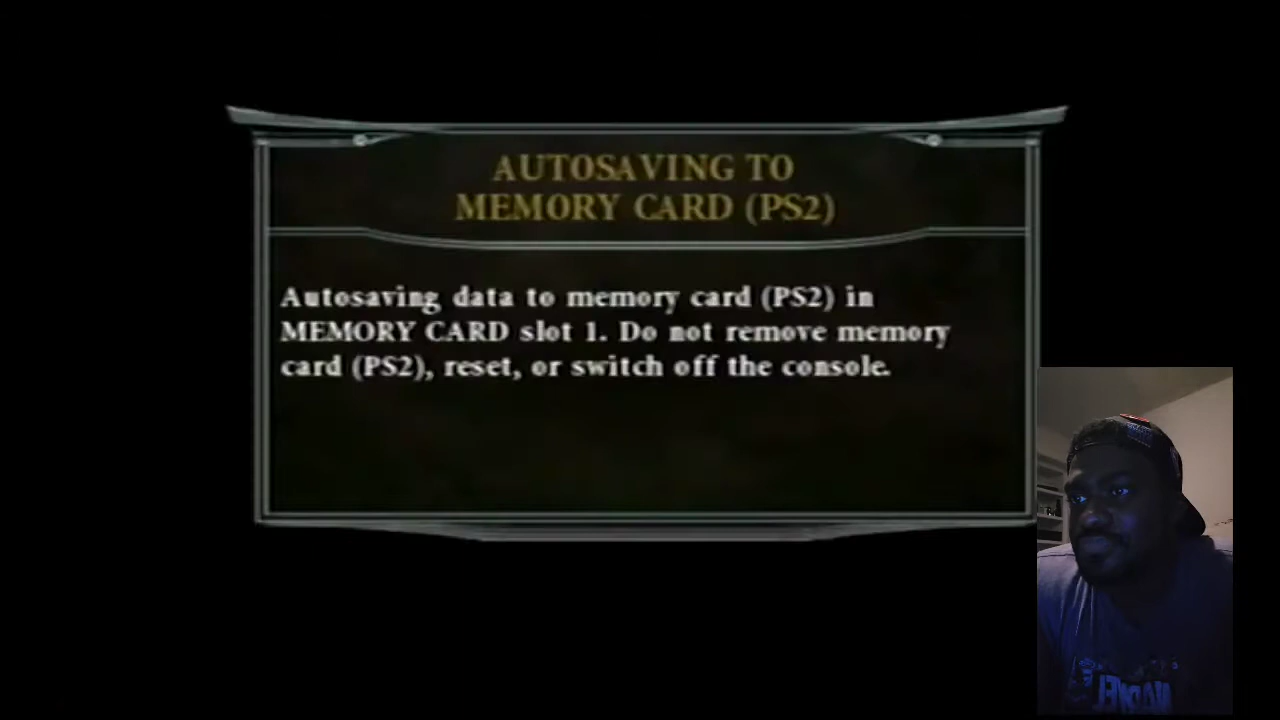 AUTOSAVING TO
MEMORY CARD (PS2)
Autosaving data to memory card (PS2) in
MEMORY CARD slot 1. Do not remove memory
card (PS2), reset, or switch off the console.